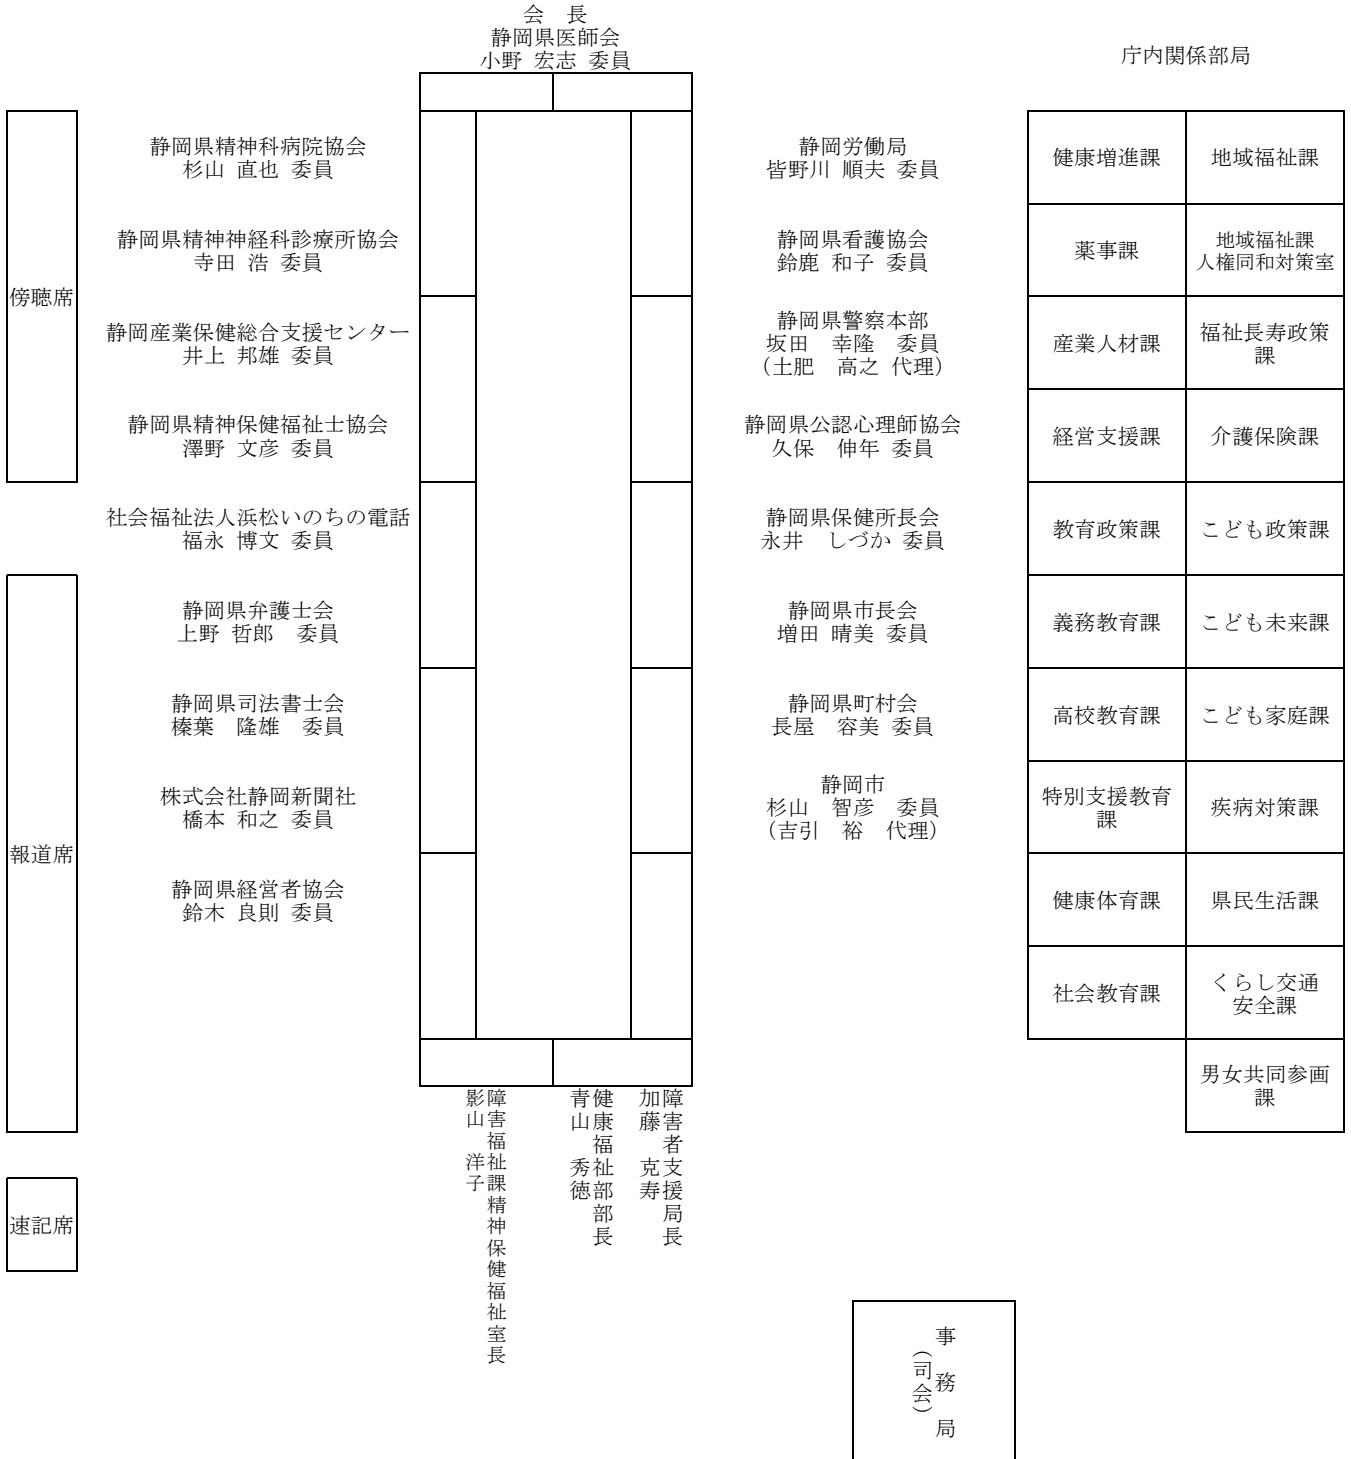 会　長
静岡県医師会
小野 宏志 委員
庁内関係部局
傍聴席
報道席
速記席
静岡県精神科病院協会
杉山 直也 委員
静岡県精神神経科診療所協会
寺田 浩 委員
静岡産業保健総合支援センター
井上 邦雄 委員
静岡県精神保健福祉士協会
澤野 文彦 委員
社会福祉法人浜松いのちの電話
福永 博文 委員
静岡県弁護士会
上野 哲郎　委員
静岡県司法書士会
榛葉　隆雄　委員
株式会社静岡新聞社
橋本 和之 委員
静岡県経営者協会
鈴木 良則 委員
静岡労働局
皆野川 順夫 委員
静岡県看護協会
鈴鹿 和子 委員
静岡県警察本部
坂田　幸隆　委員
（土肥　高之 代理）
静岡県公認心理師協会
久保　伸年 委員
静岡県保健所長会
永井　しづか 委員
静岡県市長会
増田 晴美 委員
静岡県町村会
長屋　容美 委員
静岡市
杉山　智彦　委員
（吉引　裕　代理）
健康増進課
地域福祉課
薬事課
地域福祉課
人権同和対策室
産業人材課
福祉長寿政策
課
経営支援課
介護保険課
教育政策課
こども政策課
義務教育課
こども未来課
高校教育課
こども家庭課
特別支援教育
課
疾病対策課
健康体育課
県民生活課
社会教育課
くらし交通
安全課
男女共同参画
課
障害者支援局長
加藤　克寿
健康福祉部部長
青山　秀徳
障害福祉課精神保健福祉室長
影山　洋子
事　務　局
（司会）